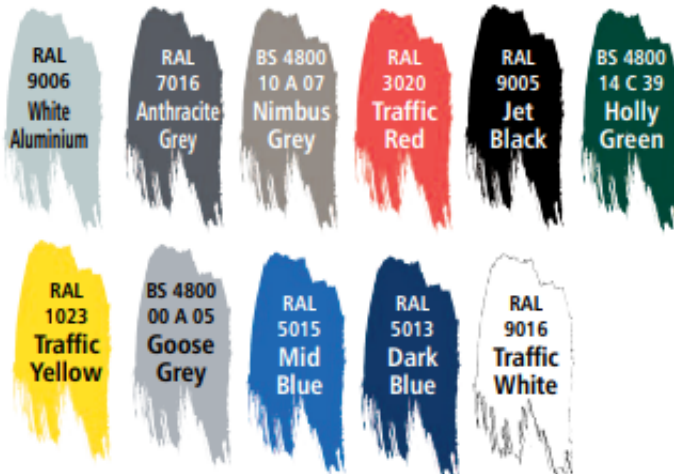 RAL
9006
White
Aluminium
RAL
7016
Anthracite
Grey
BS 4800
10 A 07
Nimbus
Grey
RAL
3020
Traffic
Red
RAL
9005
Jet
Black
BS 4800
14 C 39
Holly
Green
RAL
1023
Traffic
Yellow
BS 4800
00 A 05
Goose
Grey
RAL
5015
Mid
Blue
RAL
5013
Dark
Blue
RAL
9016
Traffic
White